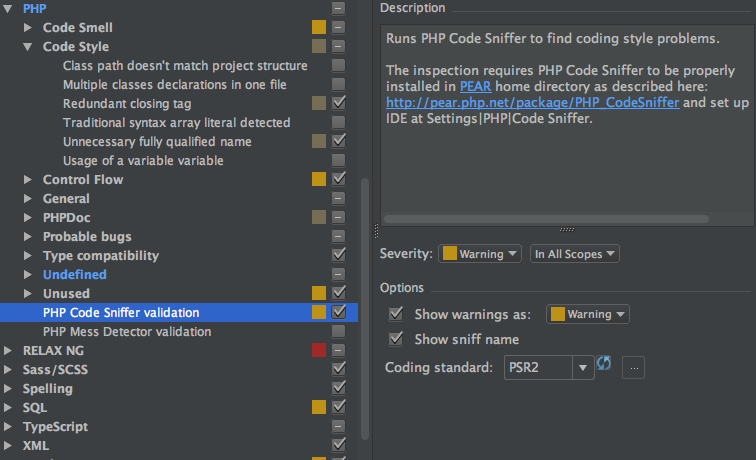 PHP
Code Smell
Code Style
Class path doesn't match project structure
Multiple classes declarations in one file
Redundant closing tag
Traditional syntax array literal detected
Unnecessary fully qualified name
Usage of a variable variable
Control Flow
General
PHPDoc
Probable bugs
Type compatibility
Undefined
Unused
PHP Code Sniffer validation
PHP Mess Detector validation
RELAX NG
Sass/SCSS
Spelling
SQL
TypeScript
XML
Description
Runs PHP Code Sniffer to find coding style problems.
The inspection requires PHP Code Sniffer to be properly
installed in PEAR home directory as described here:
http://pear.php.net/package/PHP_CodeSniffer and set up
IDE at Settings|PHP|Code Sniffer.
Severity: Warning In All Scopes
Options
Show warnings as: Warning
Show sniff name
Coding standard: PSR2 ...